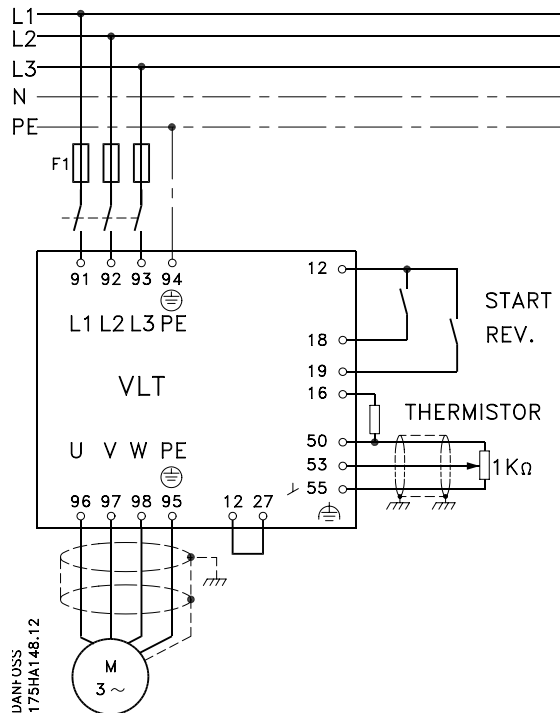 L1
L2
L3
N
PE
F1
91 92 93 94
L1 L2 L3 PE
VLT
U V W PE
96 97 98 95
12 27
12
18
19
16
50
53
55
START
REV.
THERMISTOR
1KΩ
M
3~
DANFOSS
175HA148.12